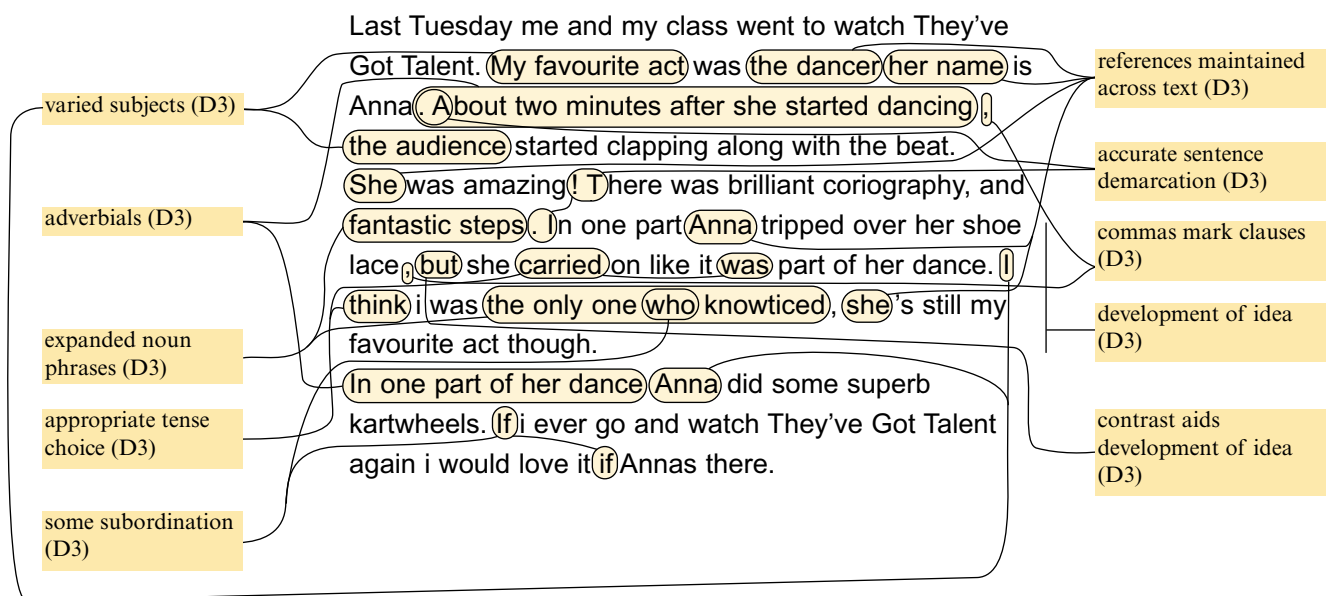 Last Tuesday me and my class went to watch They've
Got Talent. My favourite act was the dancer her name is
Anna. About two minutes after she started dancing,
the audience started clapping along with the beat.
She was amazing! There was brilliant coriography, and
fantastic steps. In one part Anna tripped over her shoe
lace, but she carried on like it was part of her dance. I
think i was the only one who knowticed, she's still my
favourite act though.
In one part of her dance Anna did some superb
kartwheels. If i ever go and watch They've Got Talent
again i would love it if Annas there.
varied subjects (D3)
adverbials (D3)
expanded noun
phrases (D3)
appropriate tense
choice (D3)
some subordination
(D3)
references maintained
across text (D3)
accurate sentence
demarcation (D3)
commas mark clauses
(D3)
development of idea
(D3)
contrast aids
development of idea
(D3)